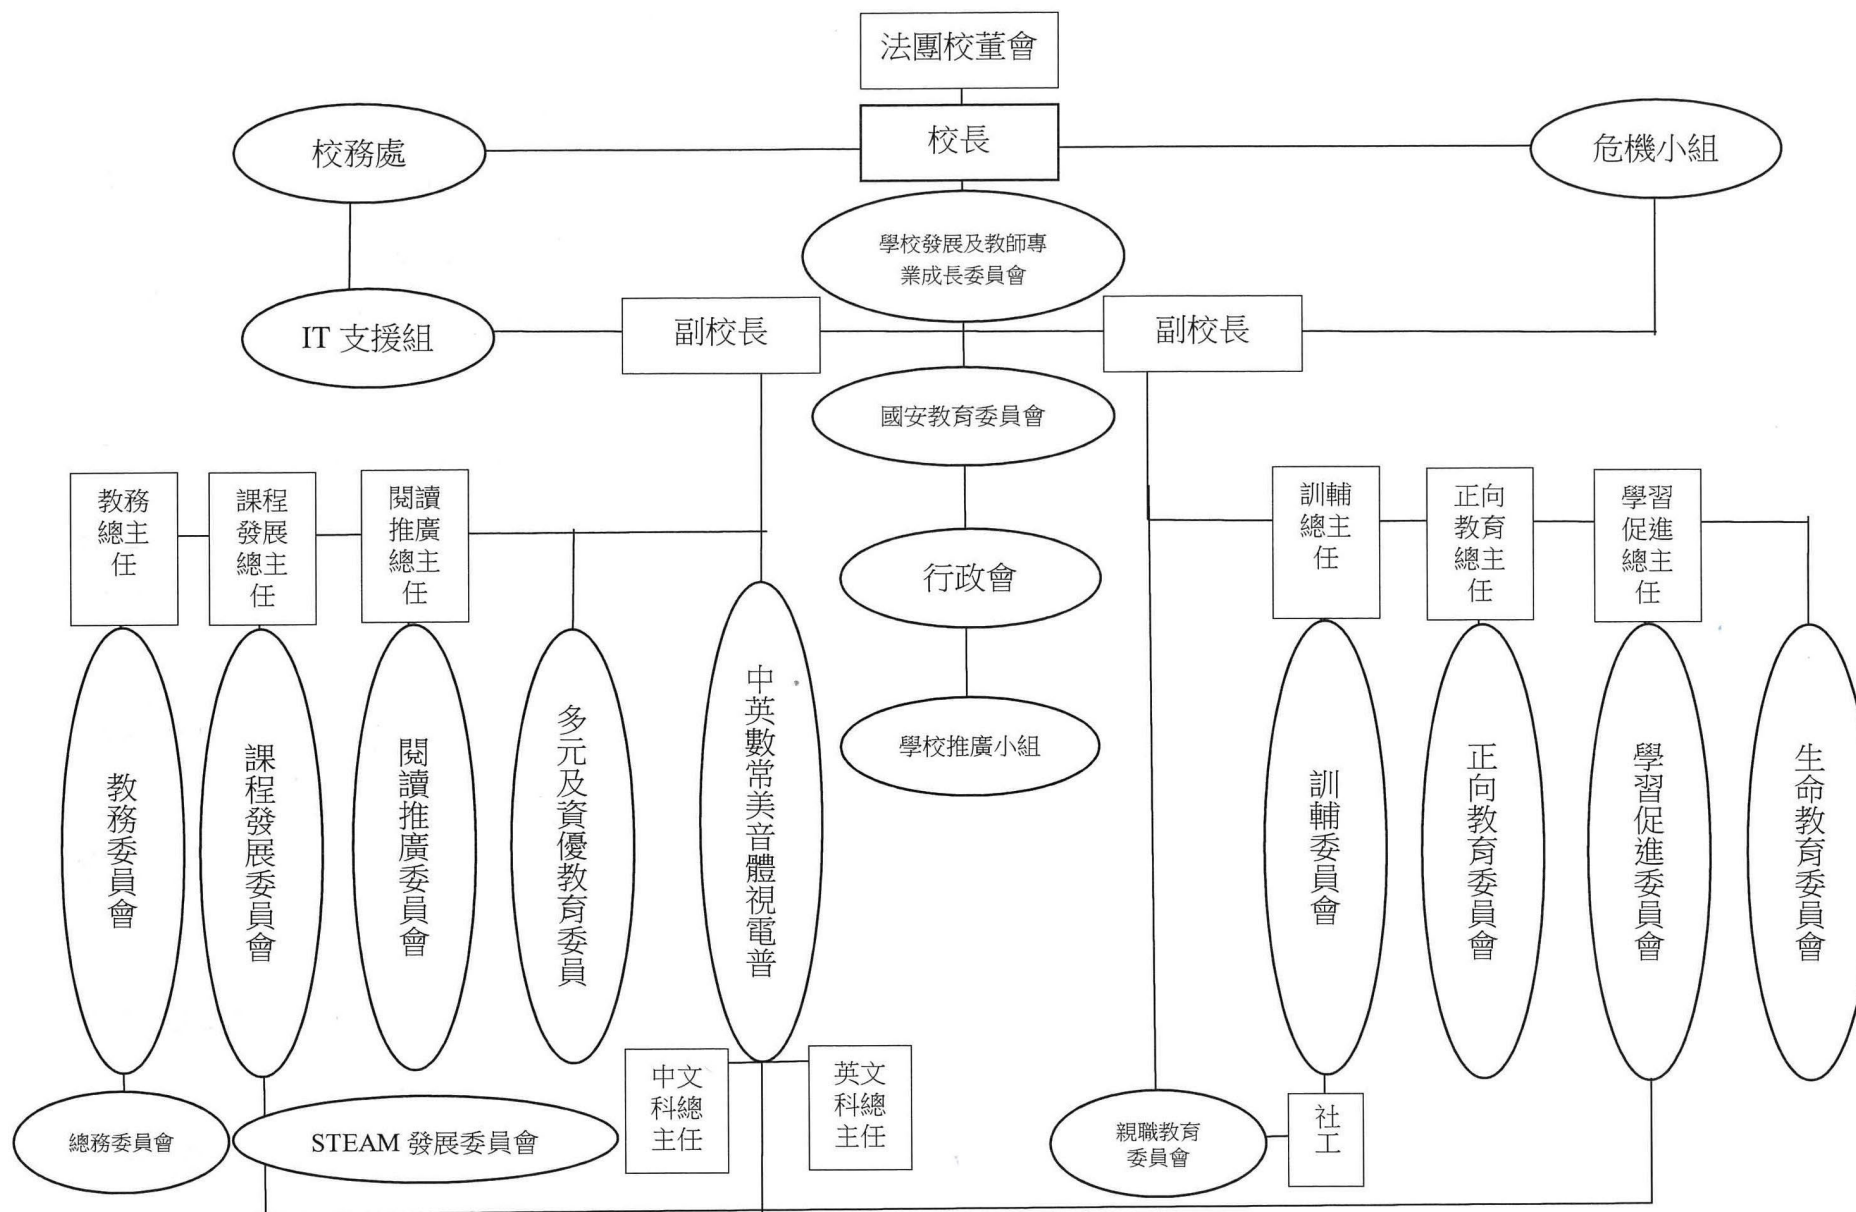 法團校董會
校務處
校長
危機小組
學校發展及教師專
業成長委員會
IT 支援組
副校長
副校長
國安教育委員會
教務
總主
任
課程
發展
總主
任
閱讀
推廣
總主
任
行政會
訓輔
總主
任
正向
教育
總主
任
學習
促進
總主
任
教務委員會
課程發展委員會
閱讀推廣委員會
多元及資優教育委員
中英數常美音體視電普
學校推廣小組
訓輔委員會
正向教育委員會
學習促進委員會
生命教育委員會
總務委員會
STEAM 發展委員會
中文
科總
主任
英文
科總
主任
親職教育
委員會
社
工